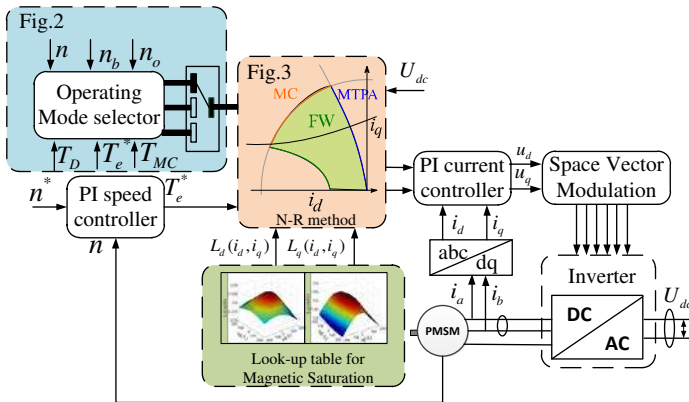 Fig.2
n n_b n_o
Operating
Mode selector
T_D T_e^* T_MC
n^*
PI speed
controller
T_e^*
n
Fig.3
MC
MTPA
FW
i_q
i_d
N-R method
U_dc
L_d(i_d,i_q) L_q(i_d,i_q)
Look-up table for
Magnetic Saturation
PI current
controller
u_d
u_q
Space Vector
Modulation
i_d i_q
abc
dq
i_a i_b
PMSM
Inverter
DC
AC
U_dc